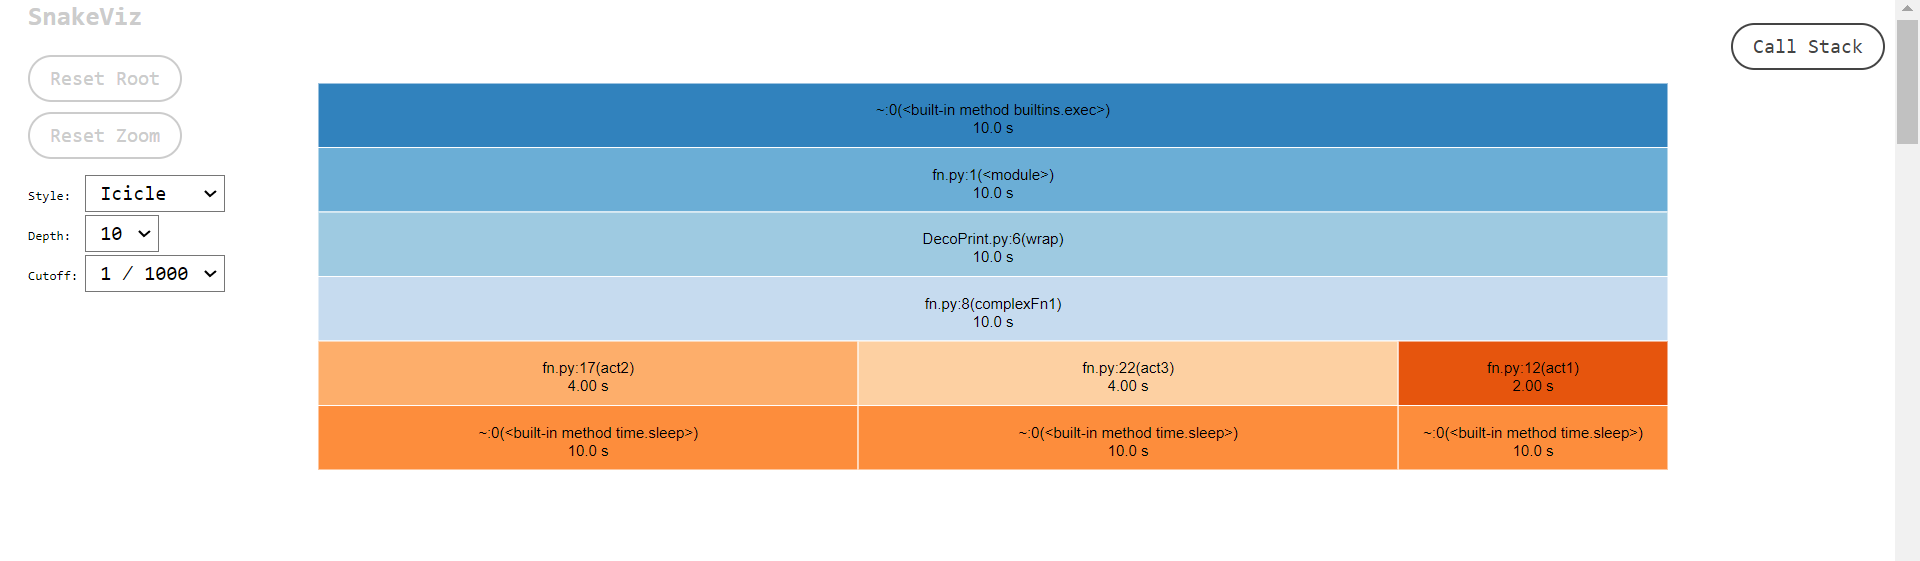 SnakeViz
Call Stack
Reset Root
Reset Zoom
Style: Icicle
Depth: 10
Cutoff: 1 / 1000
~:0(<built-in method builtins.exec>)
10.0 s
fn.py:1(<module>)
10.0 s
DecoPrint.py:6(wrap)
10.0 s
fn.py:8(complexFn1)
10.0 s
fn.py:17(act2)
4.00 s
fn.py:22(act3)
4.00 s
fn.py:12(act1)
2.00 s
~:0(<built-in method time.sleep>)
10.0 s
~:0(<built-in method time.sleep>)
10.0 s
~:0(<built-in method time.sleep>)
10.0 s